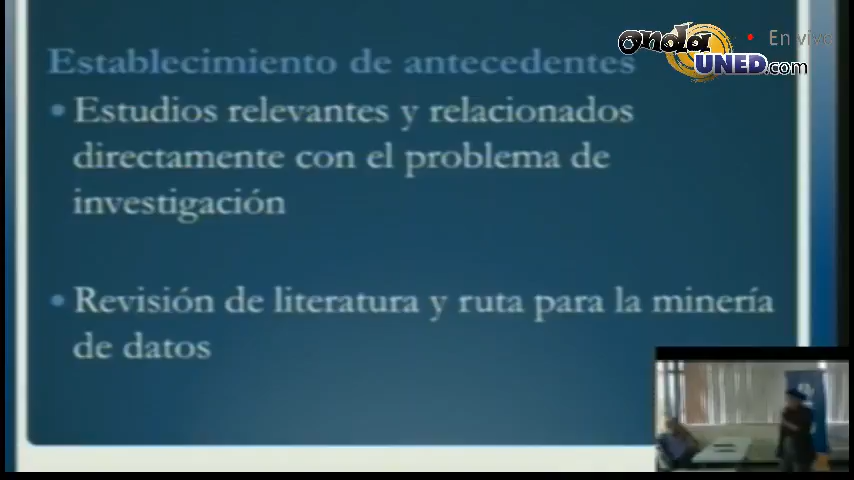 Establecimiento de antecedentes
• Estudios relevantes y relacionados
directamente con el problema de
investigación
• Revisión de literatura y ruta para la minería
de datos
onda
UNED.com
En vivo